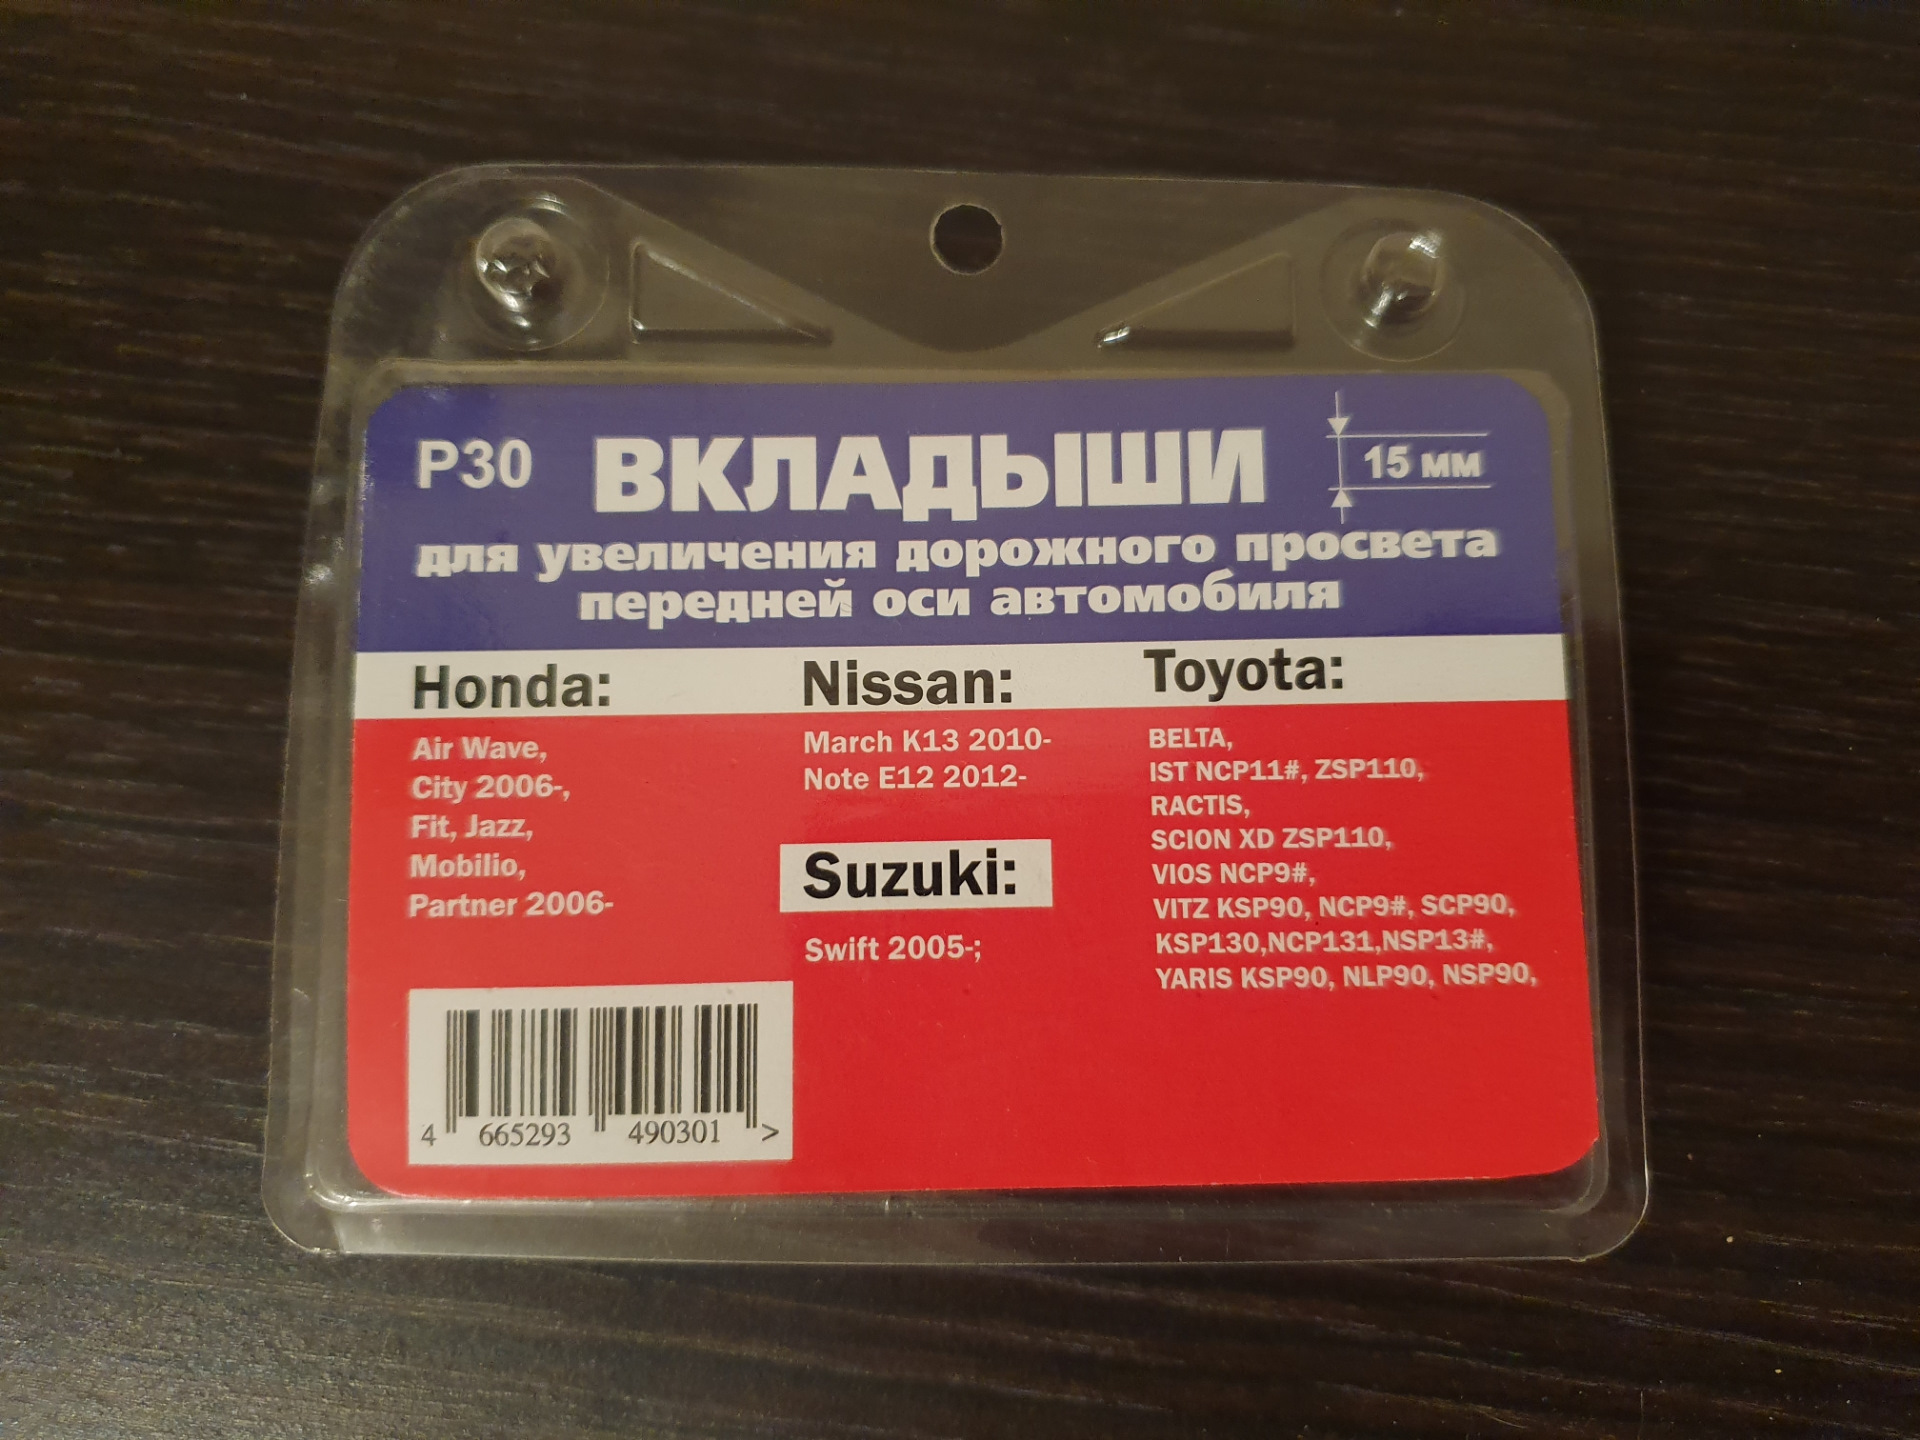 P30 ВКЛАДЫШИ 15 мм
для увеличения дорожного просвета
передней оси автомобиля
Honda:
Air Wave,
City 2006-,
Fit, Jazz,
Mobilio,
Partner 2006-
Nissan:
March K13 2010-
Note E12 2012-
Suzuki:
Swift 2005-;
Toyota:
BELTA,
IST NCP11#, ZSP110,
RACTIS,
SCION XD ZSP110,
VIOS NCP9#,
VITZ KSP90, NCP9#, SCP90,
KSP130,NCP131,NSP13#,
YARIS KSP90, NLP90, NSP90,
4 665293 490301 >